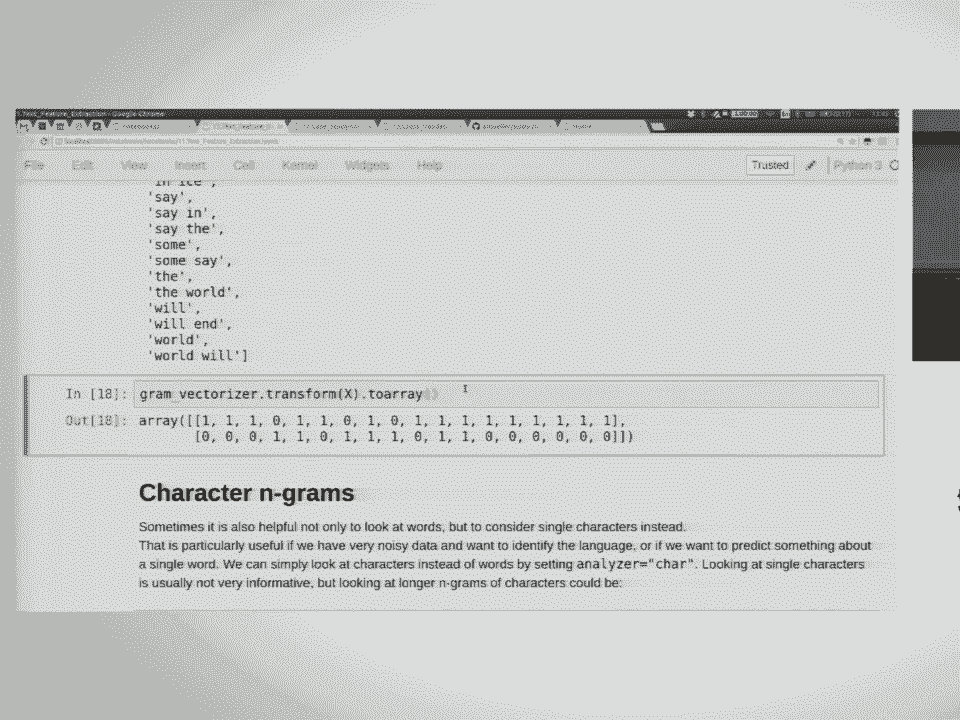 Text_Feature_Extraction - Google Chrome
File Edit View Insert Cell Kernel Widgets Help Trusted Python 3
'in ice',
'say',
'say in',
'say the',
'some',
'some say',
'the',
'the world',
'will',
'will end',
'world',
'world will']
In [18]: gram_vectorizer.transform(X).toarray()
Out[18]: array([[1, 1, 1, 0, 1, 1, 0, 1, 0, 1, 1, 1, 1, 1, 1, 1, 1, 1],
[0, 0, 0, 1, 1, 0, 1, 1, 1, 0, 1, 1, 0, 0, 0, 0, 0, 0]])
Character n-grams
Sometimes it is also helpful not only to look at words, but to consider single characters instead.
That is particularly useful if we have very noisy data and want to identify the language, or if we want to predict something about
a single word. We can simply look at characters instead of words by setting analyzer="char". Looking at single characters
is usually not very informative, but looking at longer n-grams of characters could be: